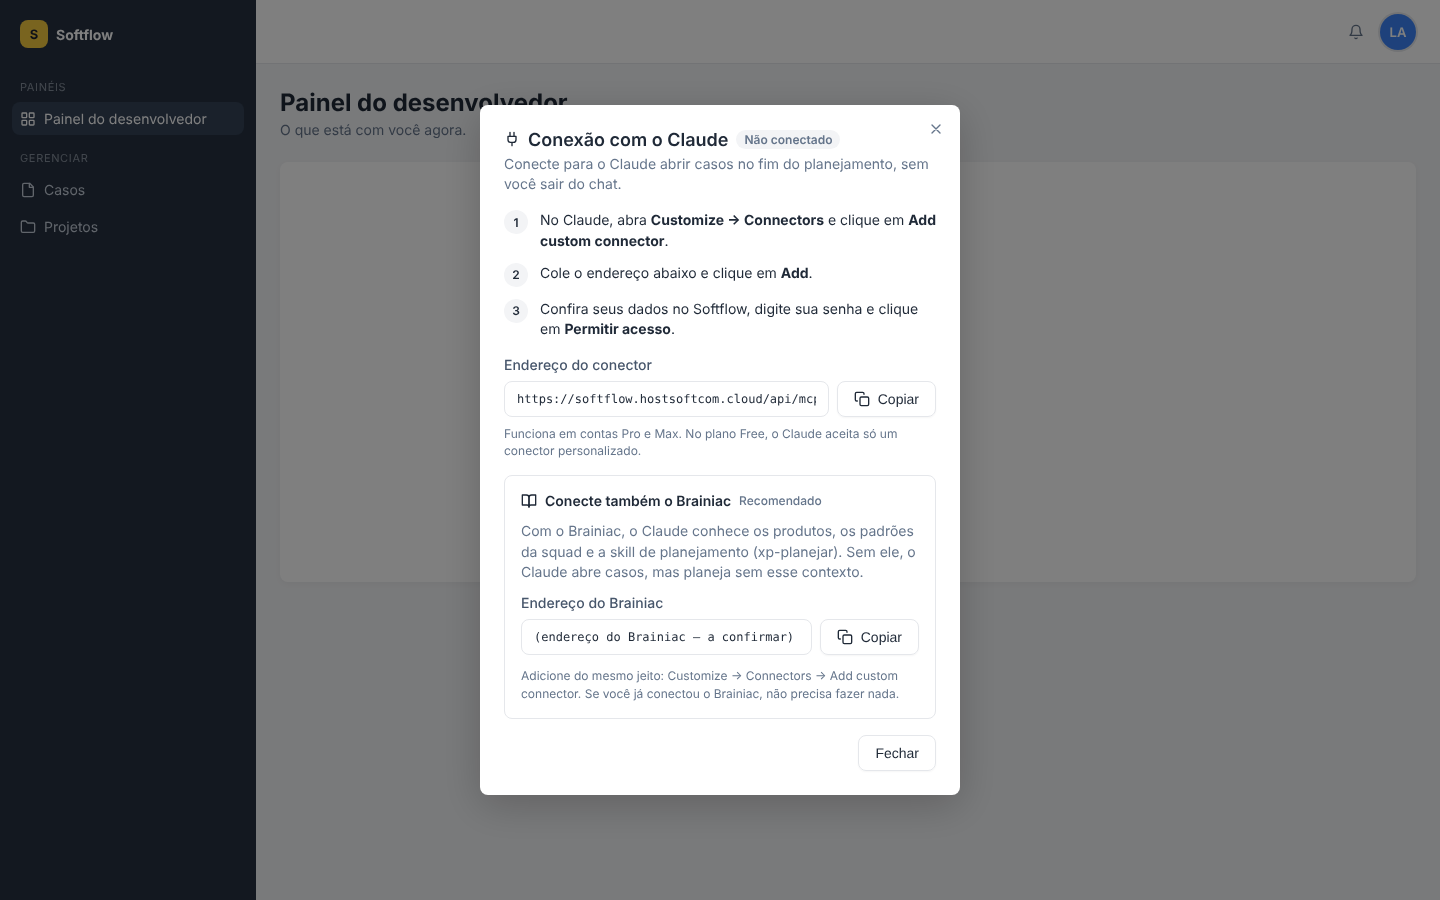 S Softflow
LA
PAINÉIS
Painel do desenvolvedor
GERENCIAR
Casos
Projetos
Painel do desenvolvedor
O que está com você agora.
Conexão com o Claude Não conectado
Conecte para o Claude abrir casos no fim do planejamento, sem
você sair do chat.
1 No Claude, abra Customize → Connectors e clique em Add
custom connector.
2 Cole o endereço abaixo e clique em Add.
3 Confira seus dados no Softflow, digite sua senha e clique
em Permitir acesso.
Endereço do conector
https://softflow.hostsoftcom.cloud/api/mcp Copiar
Funciona em contas Pro e Max. No plano Free, o Claude aceita só um
conector personalizado.
Conecte também o Brainiac Recomendado
Com o Brainiac, o Claude conhece os produtos, os padrões
da squad e a skill de planejamento (xp-planejar). Sem ele, o
Claude abre casos, mas planeja sem esse contexto.
Endereço do Brainiac
(endereço do Brainiac — a confirmar) Copiar
Adicione do mesmo jeito: Customize → Connectors → Add custom
connector. Se você já conectou o Brainiac, não precisa fazer nada.
Fechar